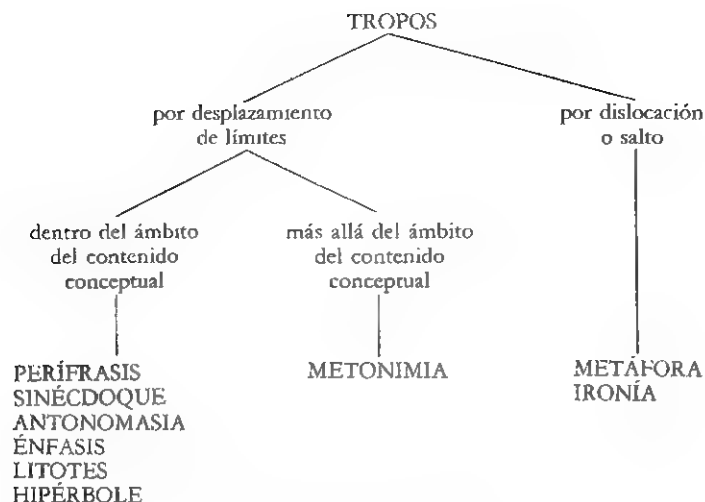 TROPOS
por desplazamiento
de límites
por dislocación
o salto
dentro del ámbito
del contenido
conceptual
más allá del ámbito
del contenido
conceptual
PERÍFRASIS
SINÉCDOQUE
ANTONOMASIA
ÉNFASIS
LITOTES
HIPÉRBOLE
METONIMIA
METÁFORA
IRONÍA